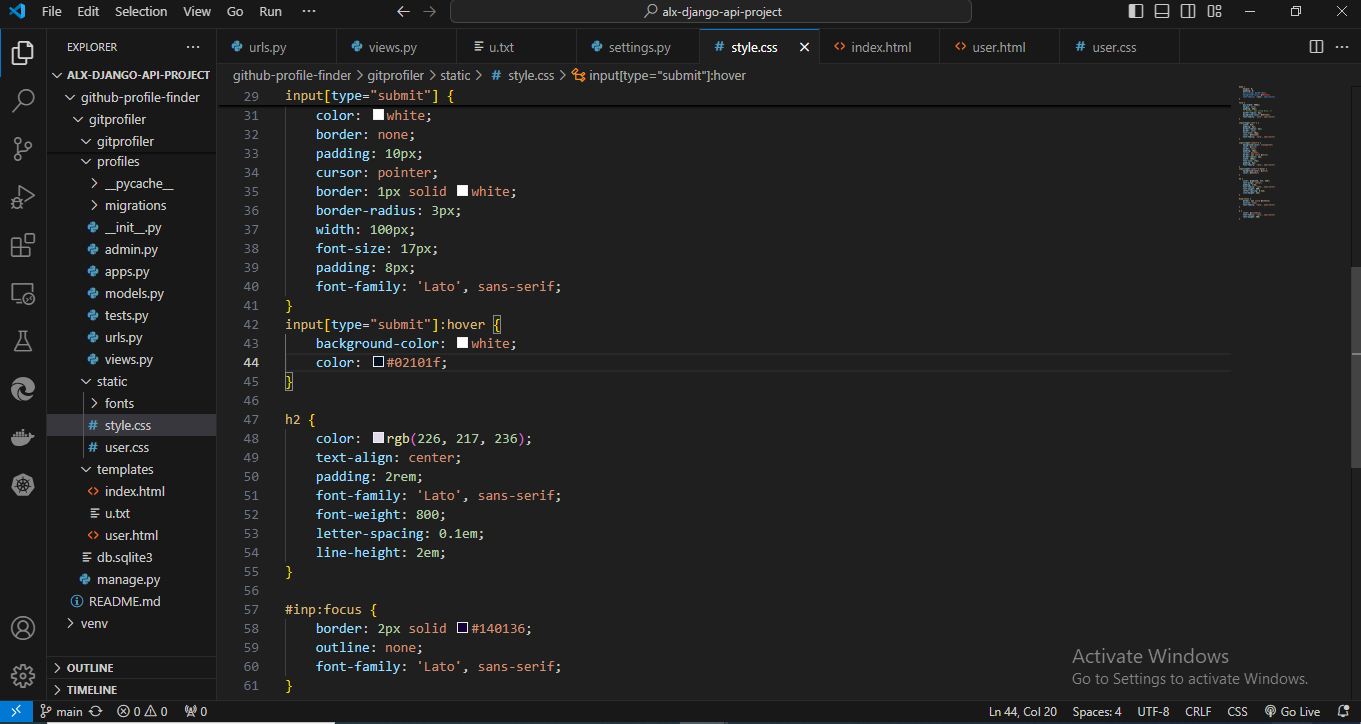 File Edit Selection View Go Run ··· alx-django-api-project
EXPLORER ···
ALX-DJANGO-API-PROJECT
github-profile-finder
gitprofiler
gitprofiler
profiles
__pycache__
migrations
__init__.py
admin.py
apps.py
models.py
tests.py
urls.py
views.py
static
fonts
style.css
user.css
templates
index.html
u.txt
user.html
db.sqlite3
manage.py
README.md
venv
OUTLINE
TIMELINE
urls.py views.py u.txt settings.py style.css index.html user.html user.css
github-profile-finder > gitprofiler > static > # style.css > input[type="submit"]:hover
29 input[type="submit"] {
31 color: white;
32 border: none;
33 padding: 10px;
34 cursor: pointer;
35 border: 1px solid white;
36 border-radius: 3px;
37 width: 100px;
38 font-size: 17px;
39 padding: 8px;
40 font-family: 'Lato', sans-serif;
41 }
42 input[type="submit"]:hover {
43 background-color: white;
44 color: #02101f;
45 }
46
47 h2 {
48 color: rgb(226, 217, 236);
49 text-align: center;
50 padding: 2rem;
51 font-family: 'Lato', sans-serif;
52 font-weight: 800;
53 letter-spacing: 0.1em;
54 line-height: 2em;
55 }
56
57 #inp:focus {
58 border: 2px solid #140136;
59 outline: none;
60 font-family: 'Lato', sans-serif;
61 }
Activate Windows
Go to Settings to activate Windows.
main 0 0 0 Ln 44, Col 20 Spaces: 4 UTF-8 CRLF CSS Go Live